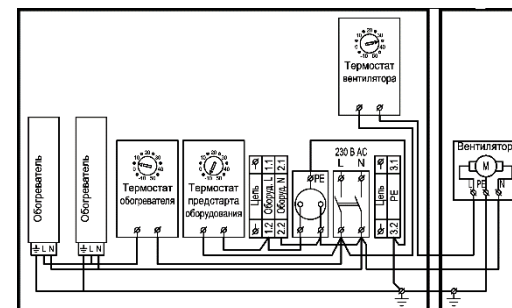 Термостат
вентилятора
Обогреватель
Обогреватель
Термостат
обогревателя
Термостат
предстарта
оборудования
Цепь
Оборуд. L
1.1
1.2
Оборуд. N
2.1
2.2
PE
230 В AC
L N
Цепь
PE
3.1
3.2
Вентилятор
M
L PE N
L N
L N